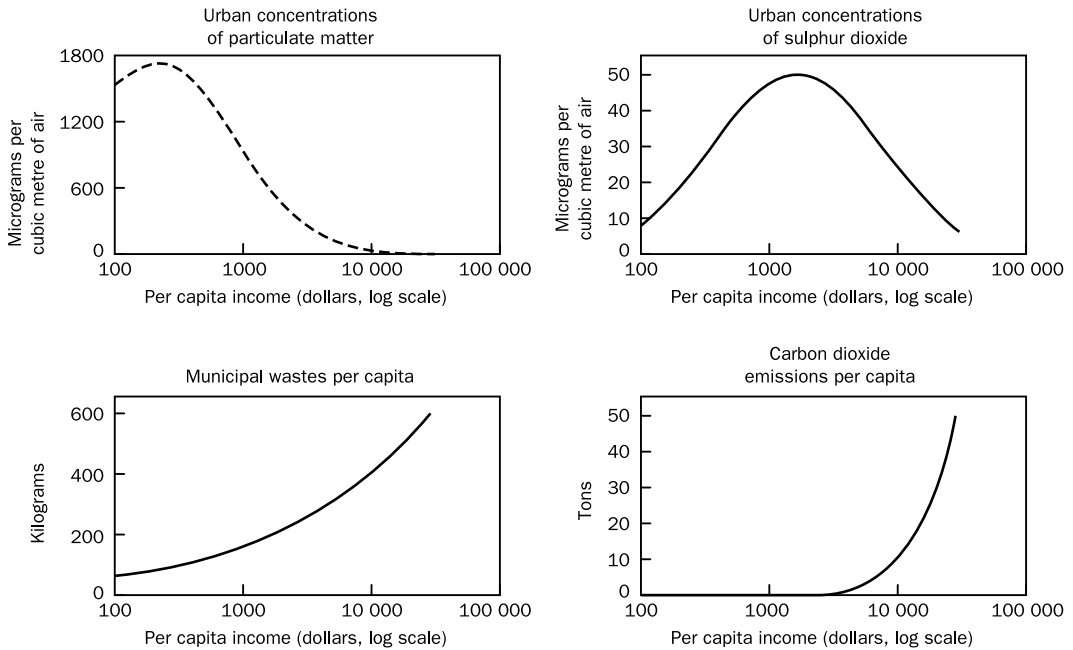 Urban concentrations
of particulate matter
Micrograms per
cubic metre of air
1800
1200
600
0
100 1000 10 000 100 000
Per capita income (dollars, log scale)
Urban concentrations
of sulphur dioxide
Micrograms per
cubic metre of air
50
40
30
20
10
0
100 1000 10 000 100 000
Per capita income (dollars, log scale)
Municipal wastes per capita
Kilograms
600
400
200
0
100 1000 10 000 100 000
Per capita income (dollars, log scale)
Carbon dioxide
emissions per capita
Tons
50
40
30
20
10
0
100 1000 10 000 100 000
Per capita income (dollars, log scale)